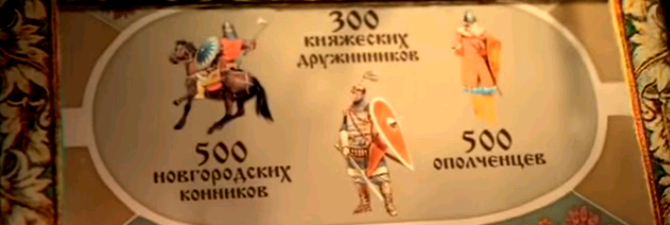 300
княжеских
дружинников
500
новгородских
конников
500
ополченцев